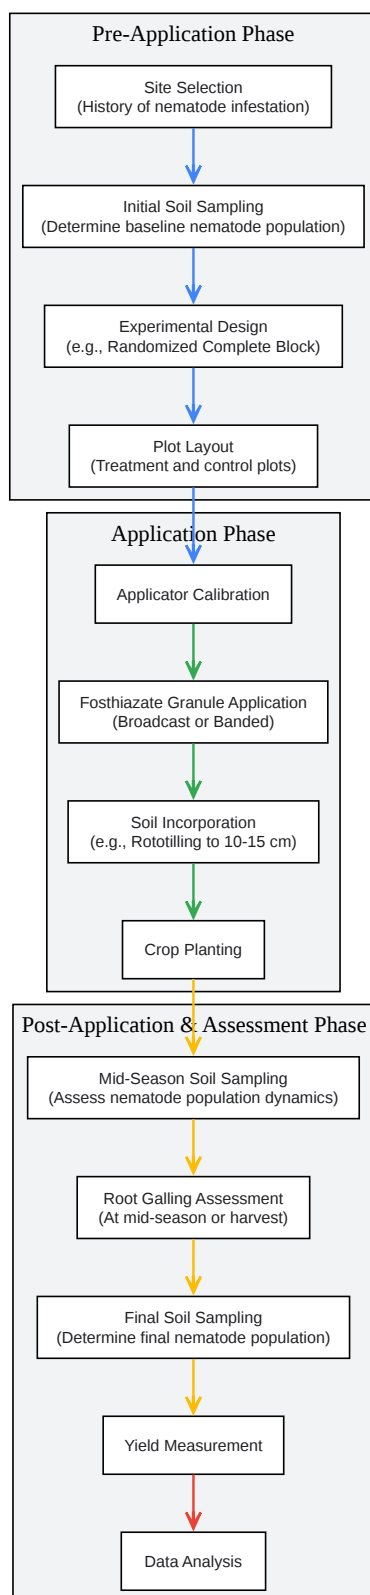 Pre-Application Phase
Site Selection
(History of nematode infestation)
Initial Soil Sampling
(Determine baseline nematode population)
Experimental Design
(e.g., Randomized Complete Block)
Plot Layout
(Treatment and control plots)
Application Phase
Applicator Calibration
Fosthiazate Granule Application
(Broadcast or Banded)
Soil Incorporation
(e.g., Rototilling to 10-15 cm)
Crop Planting
Post-Application & Assessment Phase
Mid-Season Soil Sampling
(Assess nematode population dynamics)
Root Galling Assessment
(At mid-season or harvest)
Final Soil Sampling
(Determine final nematode population)
Yield Measurement
Data Analysis